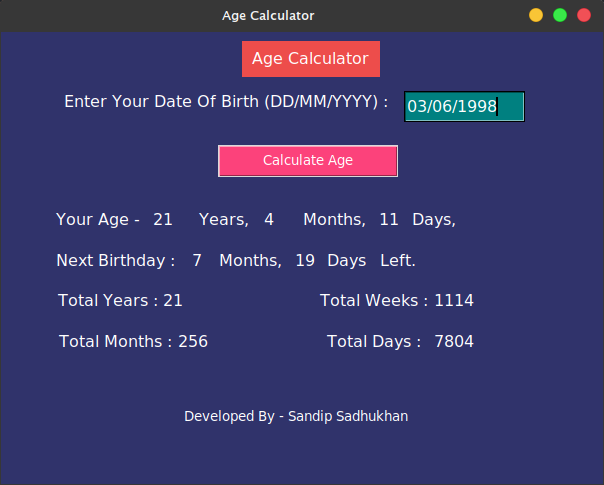 Age Calculator
Age Calculator
Enter Your Date Of Birth (DD/MM/YYYY) : 03/06/1998
Calculate Age
Your Age - 21 Years, 4 Months, 11 Days,
Next Birthday : 7 Months, 19 Days Left.
Total Years : 21 Total Weeks : 1114
Total Months : 256 Total Days : 7804
Developed By - Sandip Sadhukhan